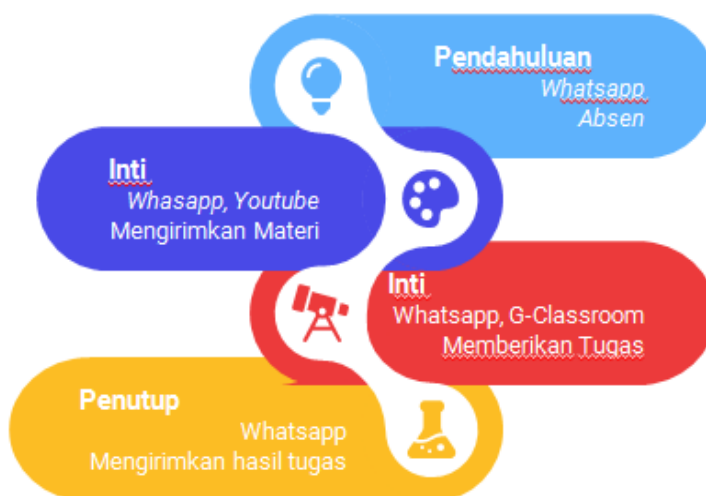 Pendahuluan
Whatsapp
Absen
Inti
Whasapp, Youtube
Mengirimkan Materi
Inti
Whatsapp, G-Classroom
Memberikan Tugas
Penutup
Whatsapp
Mengirimkan hasil tugas